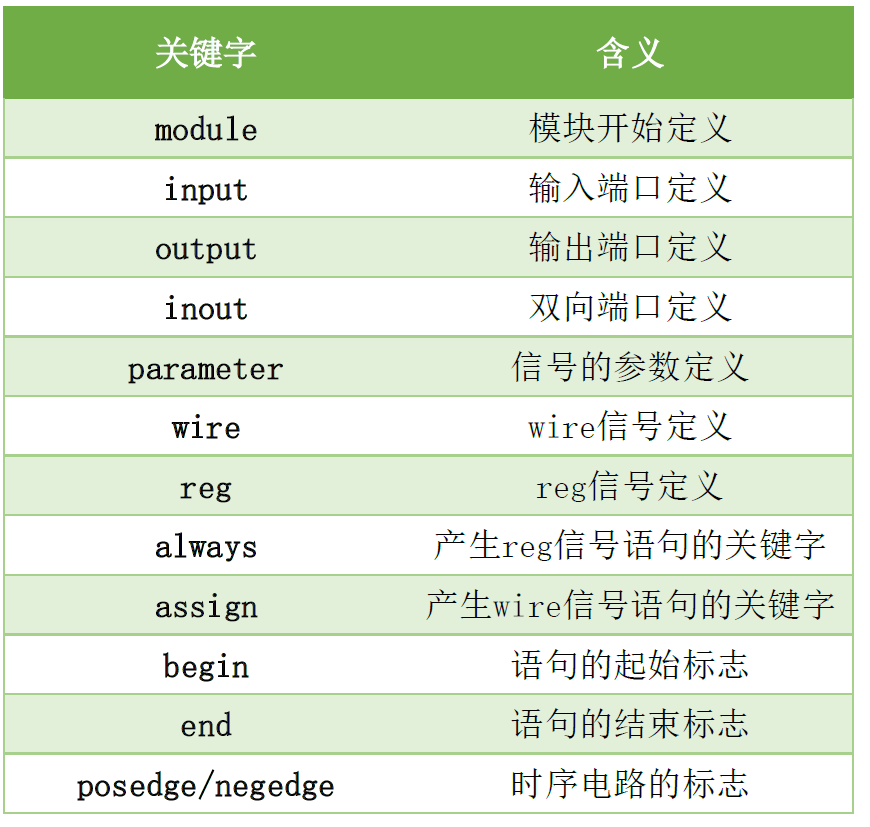 关键字 含义
module 模块开始定义
input 输入端口定义
output 输出端口定义
inout 双向端口定义
parameter 信号的参数定义
wire wire信号定义
reg reg信号定义
always 产生reg信号语句的关键字
assign 产生wire信号语句的关键字
begin 语句的起始标志
end 语句的结束标志
posedge/negedge 时序电路的标志